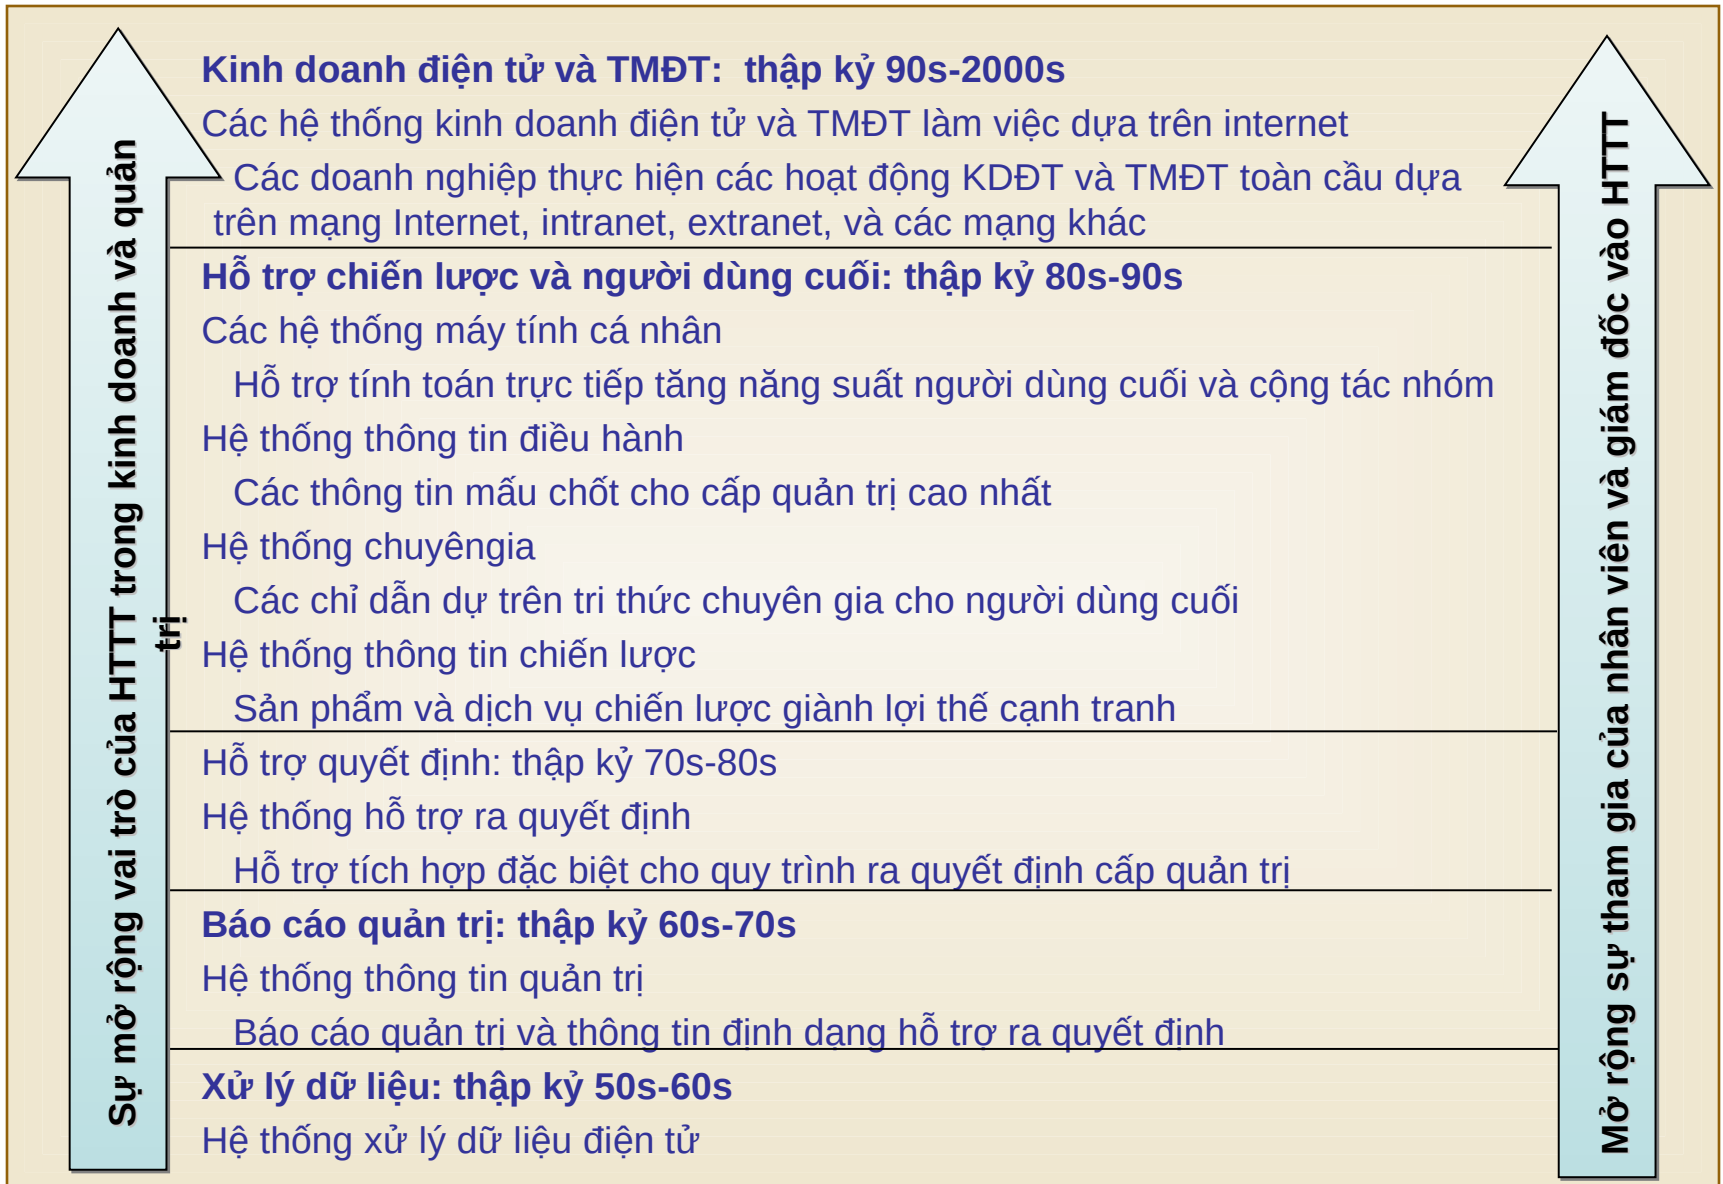 Sự mở rộng vai trò của HTTT trong kinh doanh và quản
trị
Kinh doanh điện tử và TMĐT:  thập kỷ 90s-2000s
Các hệ thống kinh doanh điện tử và TMĐT làm việc dựa trên internet
Các doanh nghiệp thực hiện các hoạt động KDĐT và TMĐT toàn cầu dựa
trên mạng Internet, intranet, extranet, và các mạng khác
Hỗ trợ chiến lược và người dùng cuối: thập kỷ 80s-90s
Các hệ thống máy tính cá nhân
Hỗ trợ tính toán trực tiếp tăng năng suất người dùng cuối và cộng tác nhóm
Hệ thống thông tin điều hành
Các thông tin mấu chốt cho cấp quản trị cao nhất
Hệ thống chuyêngia
Các chỉ dẫn dự trên tri thức chuyên gia cho người dùng cuối
Hệ thống thông tin chiến lược
Sản phẩm và dịch vụ chiến lược giành lợi thế cạnh tranh
Hỗ trợ quyết định: thập kỷ 70s-80s
Hệ thống hỗ trợ ra quyết định
Hỗ trợ tích hợp đặc biệt cho quy trình ra quyết định cấp quản trị
Báo cáo quản trị: thập kỷ 60s-70s
Hệ thống thông tin quản trị
Báo cáo quản trị và thông tin định dạng hỗ trợ ra quyết định
Xử lý dữ liệu: thập kỷ 50s-60s
Hệ thống xử lý dữ liệu điện tử
Mở rộng sự tham gia của nhân viên và giám đốc vào HTTT